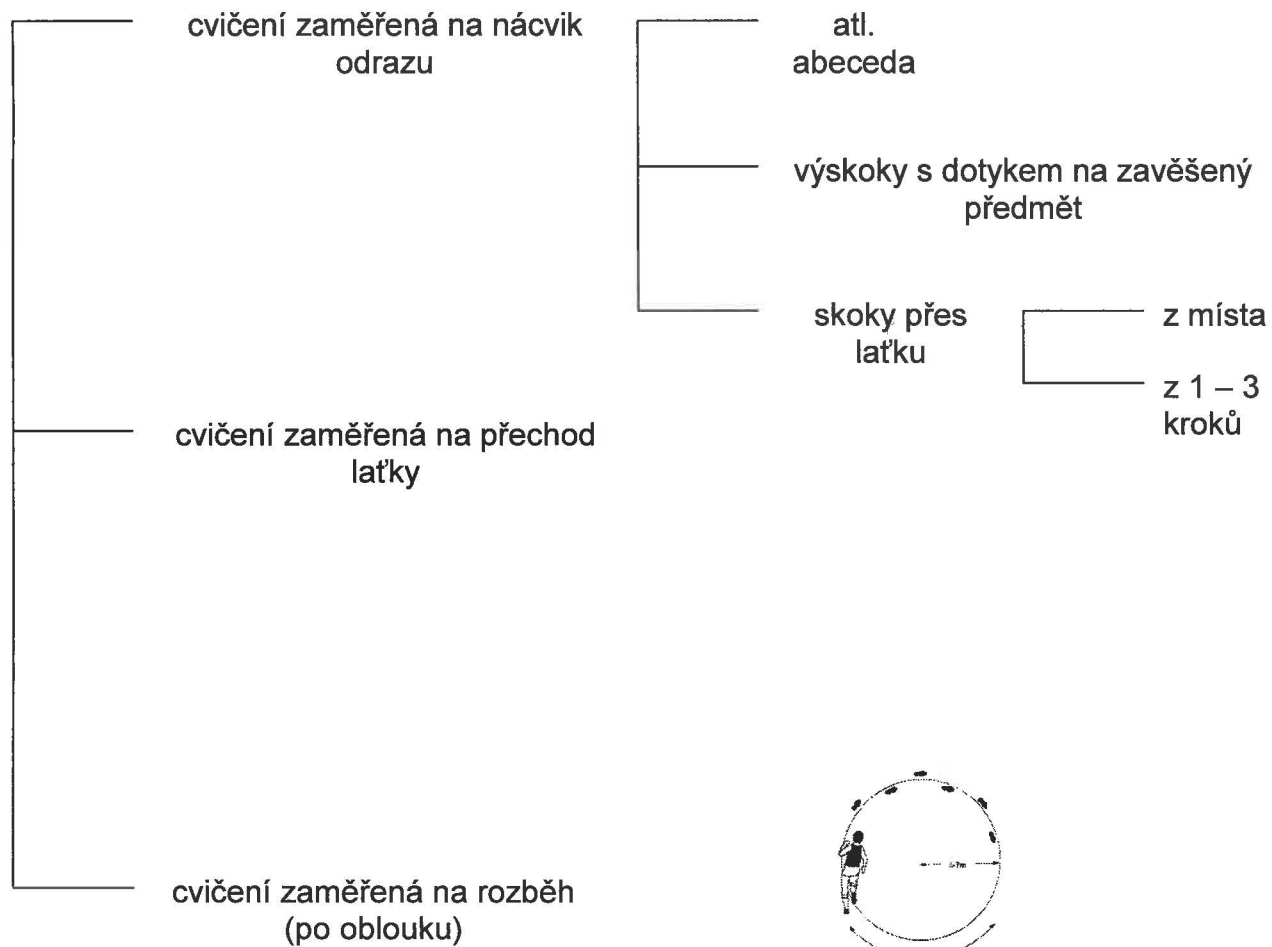 cvičení zaměřená na nácvik
odrazu
atl.
abeceda
výskoky s dotykem na zavěšený
předmět
skoky přes
laťku
z místa
z 1 – 3
kroků
cvičení zaměřená na přechod
laťky
cvičení zaměřená na rozběh
(po oblouku)